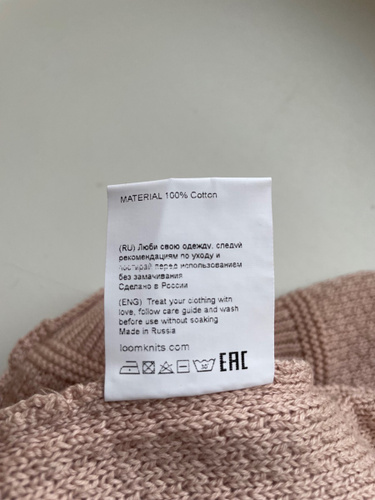 MATERIAL 100% Cotton
(RU) Люби свою одежду, следуй
рекомендациям по уходу и
постирай перед использованием
без замачивания
Сделано в России
(ENG) Treat your clothing with
love, follow care guide and wash
before use without soaking
Made in Russia
loomknits com
30 EAC